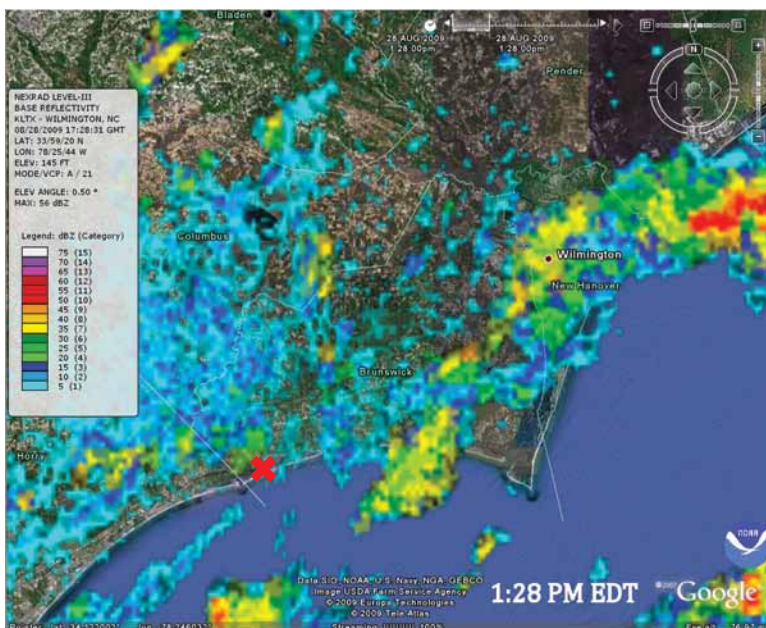 Bladen
28 AUG 2009
1:28:00pm
28 AUG 2009
1:28:00pm
N
Pender
NEXRAD LEVEL-III
BASE REFLECTIVITY
KLTX - WILMINGTON, NC
08/28/2009 17:28:31 GMT
LAT: 33/59/20 N
LON: 78/25/44 W
ELEV: 145 FT
MODE/VCP: A / 21
ELEV ANGLE: 0.50 °
MAX: 56 dBZ
Legend: dBZ (Category)
75 (15)
70 (14)
65 (13)
60 (12)
55 (11)
50 (10)
45 (9)
40 (8)
35 (7)
30 (6)
25 (5)
20 (4)
15 (3)
10 (2)
5 (1)
Columbus
Wilmington
New Hanover
Brunswick
Horry
NOAA
Data SIO, NOAA, U.S. Navy, NGA, GEBCO
Image USDA Farm Service Agency
© 2009 Europa Technologies
© 2009 Tele Atlas
1:28 PM EDT
Google